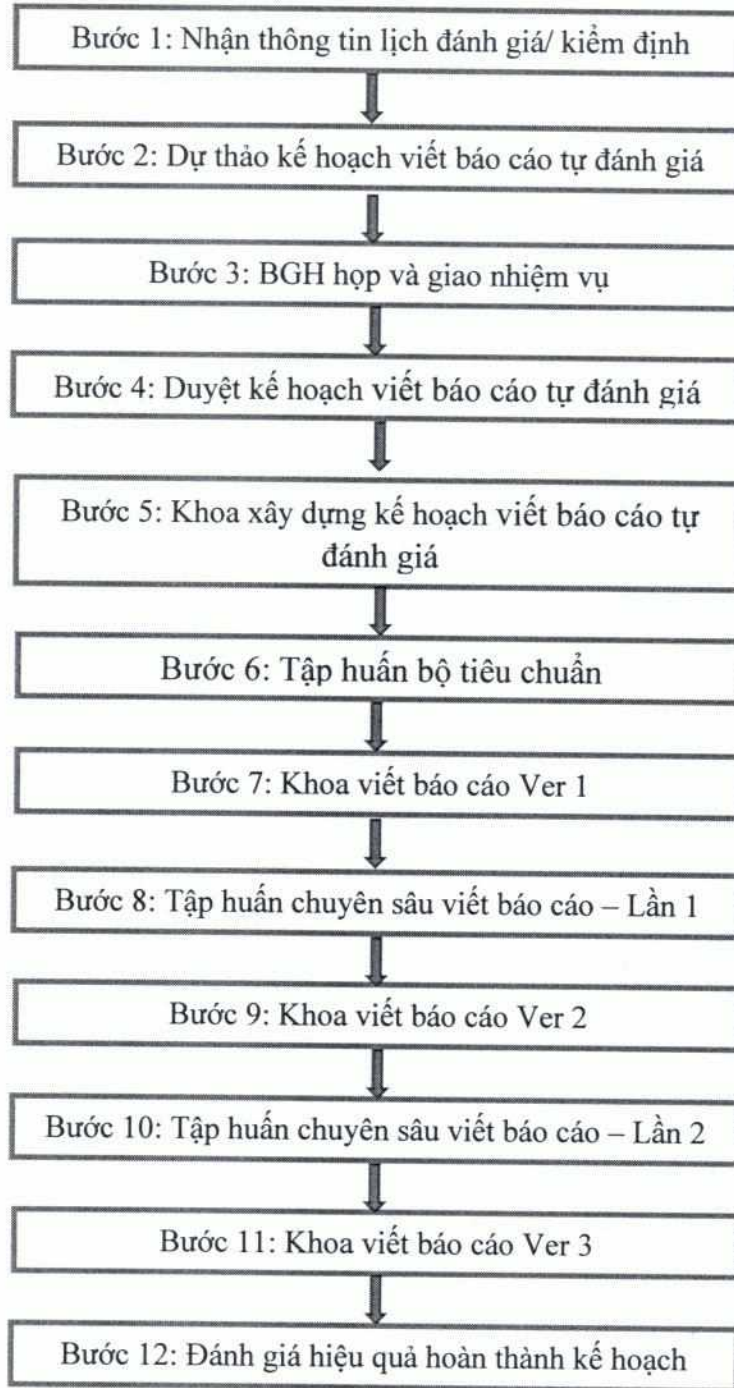 Bước 1: Nhận thông tin lịch đánh giá/ kiểm định
Bước 2: Dự thảo kế hoạch viết báo cáo tự đánh giá
Bước 3: BGH họp và giao nhiệm vụ
Bước 4: Duyệt kế hoạch viết báo cáo tự đánh giá
Bước 5: Khoa xây dựng kế hoạch viết báo cáo tự
đánh giá
Bước 6: Tập huấn bộ tiêu chuẩn
Bước 7: Khoa viết báo cáo Ver 1
Bước 8: Tập huấn chuyên sâu viết báo cáo – Lần 1
Bước 9: Khoa viết báo cáo Ver 2
Bước 10: Tập huấn chuyên sâu viết báo cáo – Lần 2
Bước 11: Khoa viết báo cáo Ver 3
Bước 12: Đánh giá hiệu quả hoàn thành kế hoạch